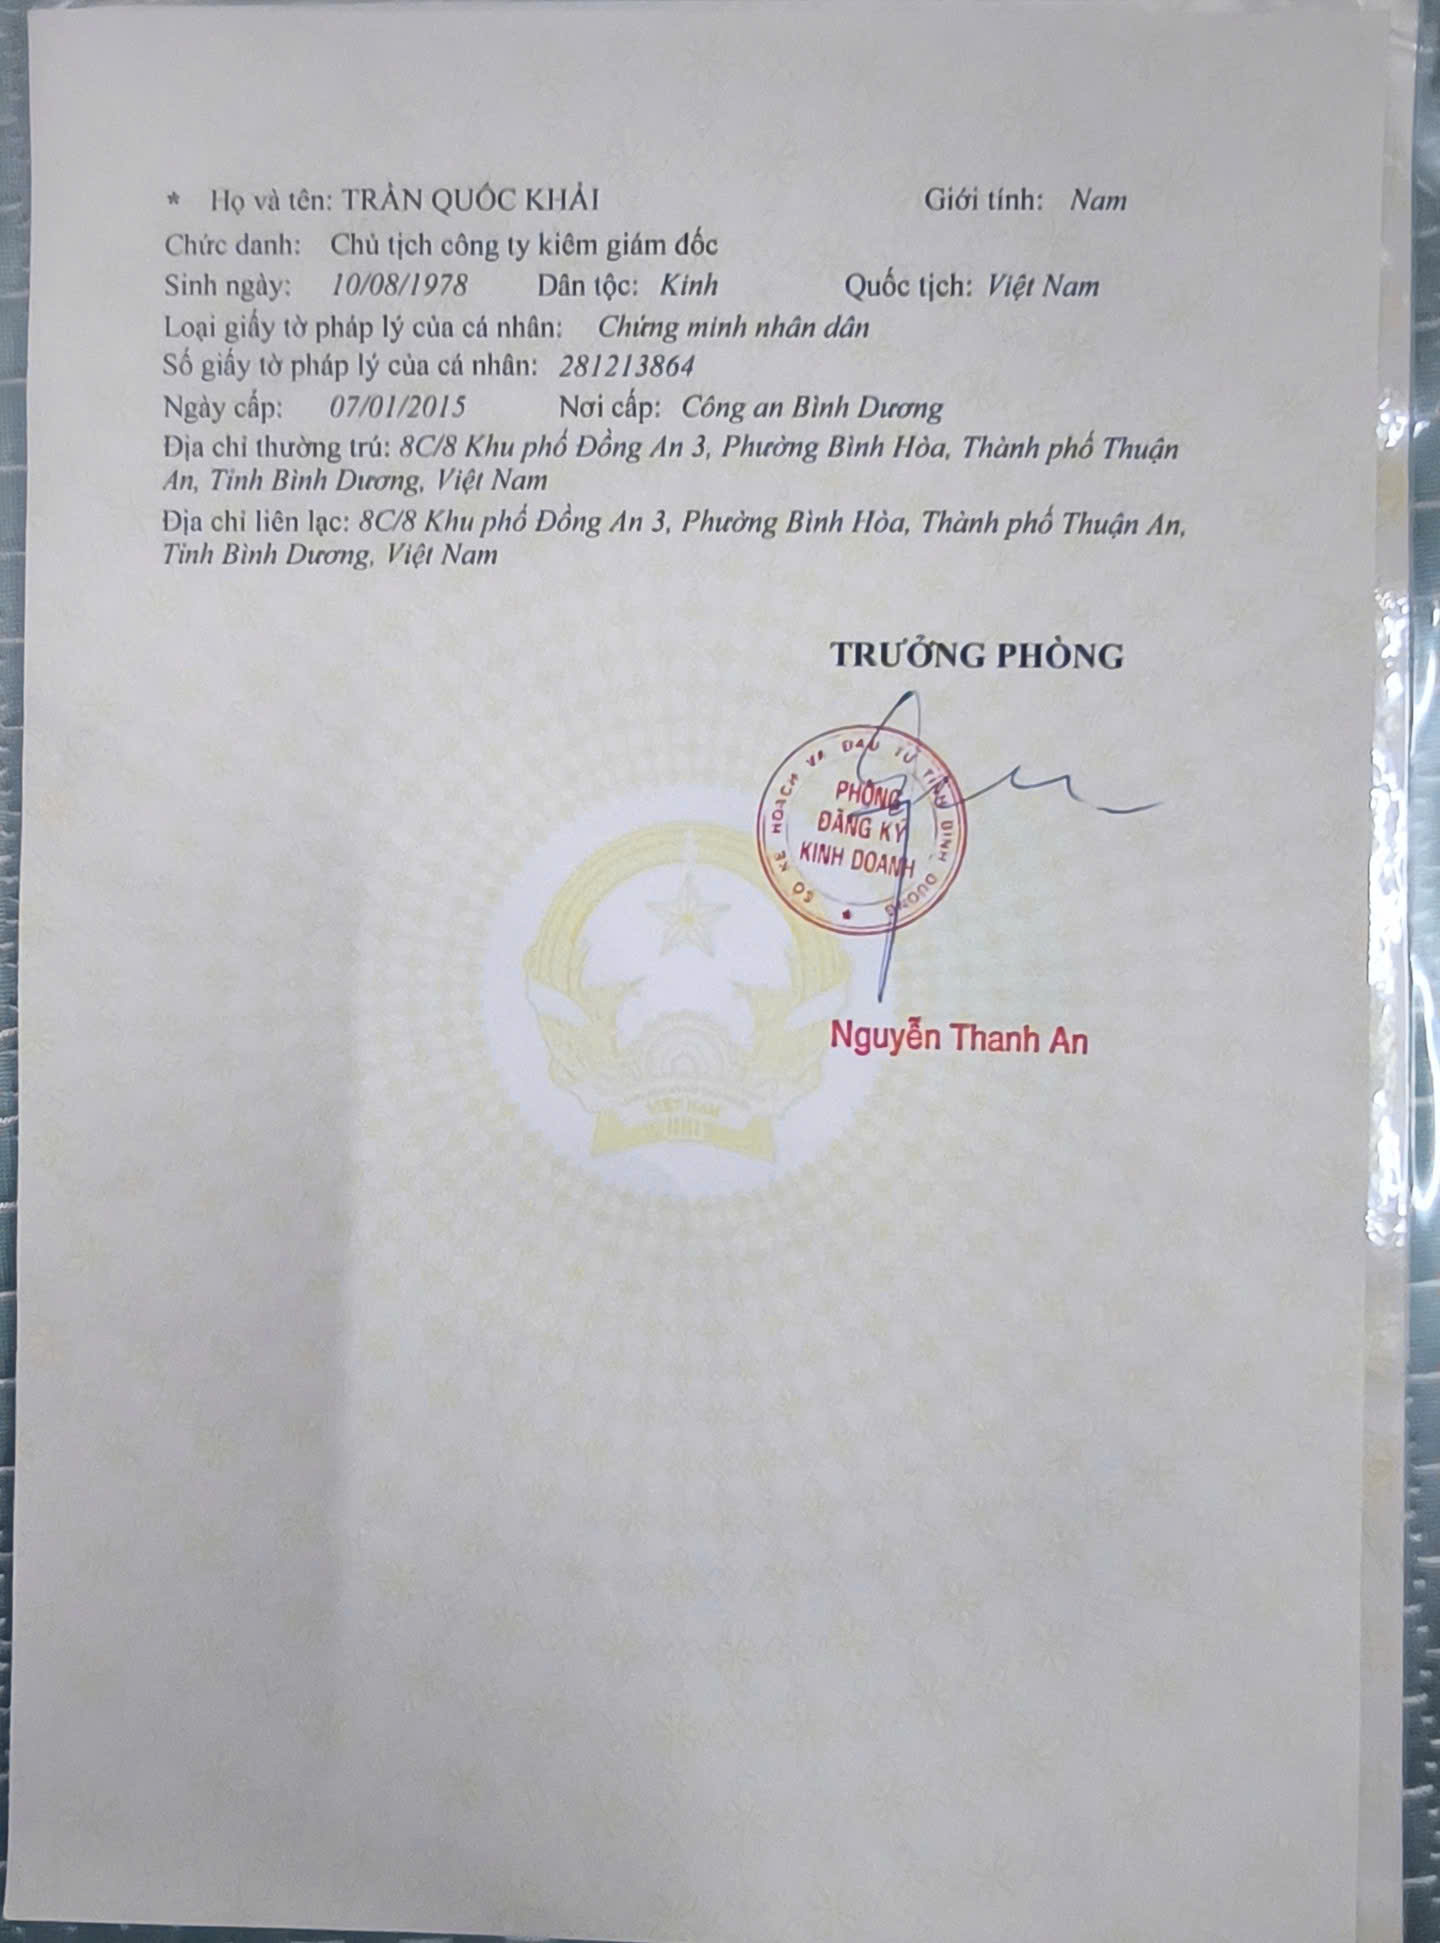 * Họ và tên: TRẦN QUỐC KHẢI Giới tính: Nam
Chức danh: Chủ tịch công ty kiêm giám đốc
Sinh ngày: 10/08/1978 Dân tộc: Kinh Quốc tịch: Việt Nam
Loại giấy tờ pháp lý của cá nhân: Chứng minh nhân dân
Số giấy tờ pháp lý của cá nhân: 281213864
Ngày cấp: 07/01/2015 Nơi cấp: Công an Bình Dương
Địa chỉ thường trú: 8C/8 Khu phố Đồng An 3, Phường Bình Hòa, Thành phố Thuận
An, Tỉnh Bình Dương, Việt Nam
Địa chỉ liên lạc: 8C/8 Khu phố Đồng An 3, Phường Bình Hòa, Thành phố Thuận An,
Tỉnh Bình Dương, Việt Nam
TRƯỞNG PHÒNG
SỞ KẾ HOẠCH VÀ ĐẦU TƯ TỈNH BÌNH DƯƠNG
PHÒNG
ĐĂNG KÝ
KINH DOANH
Nguyễn Thanh An
VIỆT NAM